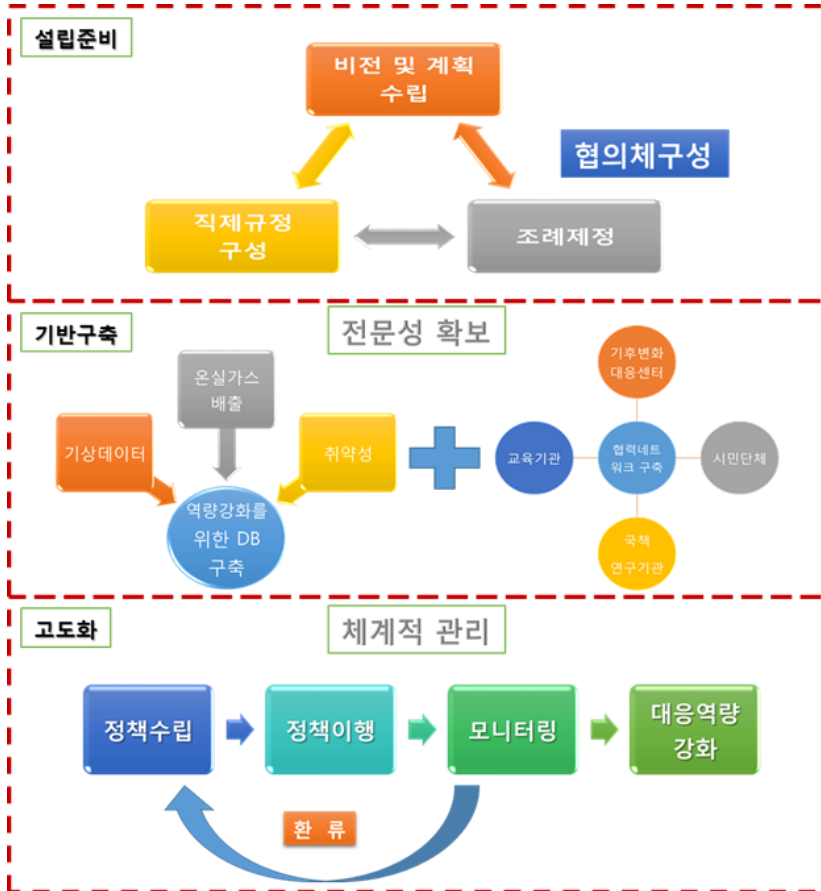 설립준비
비전 및 계획
수립
협의체구성
직제규정
구성
조례제정
기반구축
전문성 확보
온실가스
배출
기상데이터
취약성
역량강화를
위한 DB
구축
기후변화
대응센터
교육기관
협력네트
워크 구축
시민단체
국책
연구기관
고도화
체계적 관리
정책수립
정책이행
모니터링
대응역량
강화
환 류